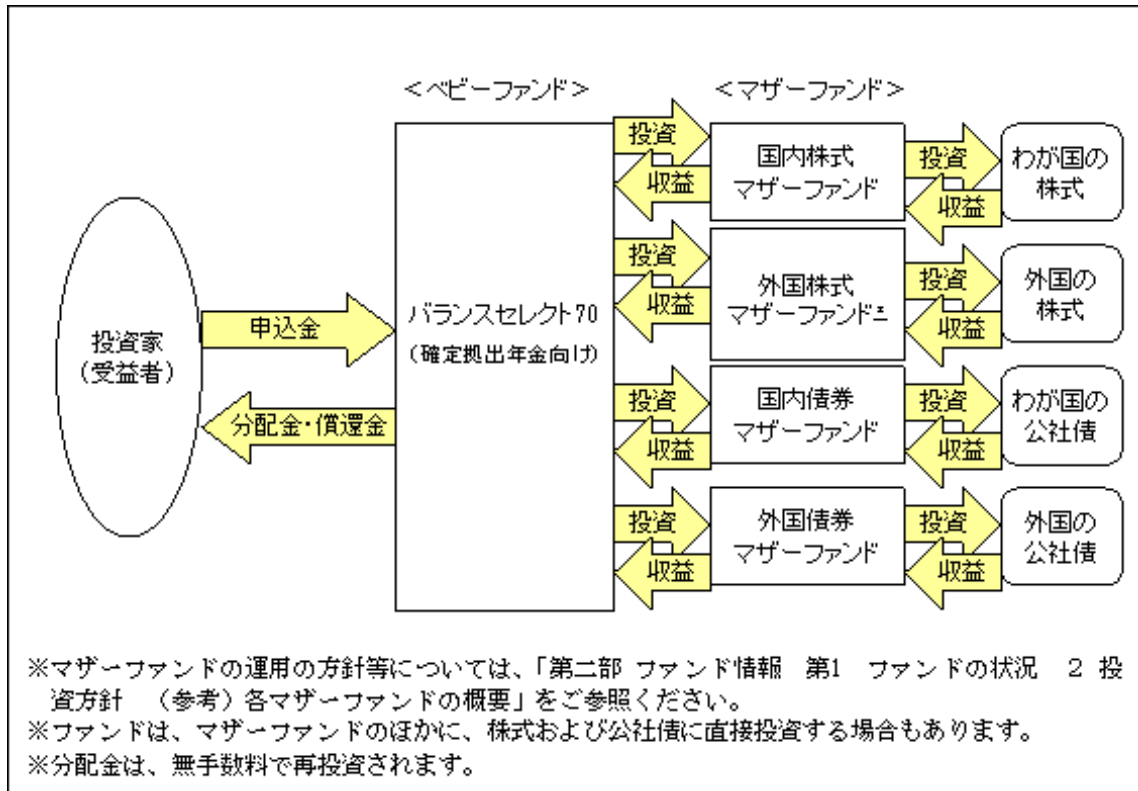 ＜ベビーファンド＞
＜マザーファンド＞
投資家
（受益者）
申込金
分配金・償還金
バランスセレクト70
（確定拠出年金向け）
投資
収益
国内株式
マザーファンド
投資
収益
わが国の
株式
投資
収益
外国株式
マザーファンド
投資
収益
外国の
株式
投資
収益
国内債券
マザーファンド
投資
収益
わが国の
公社債
投資
収益
外国債券
マザーファンド
投資
収益
外国の
公社債
※マザーファンドの運用の方針等については、「第二部 ファンド情報　第1　ファンドの状況　2 投
資方針　（参考）各マザーファンドの概要」をご参照ください。
※ファンドは、マザーファンドのほかに、株式および公社債に直接投資する場合もあります。
※分配金は、無手数料で再投資されます。